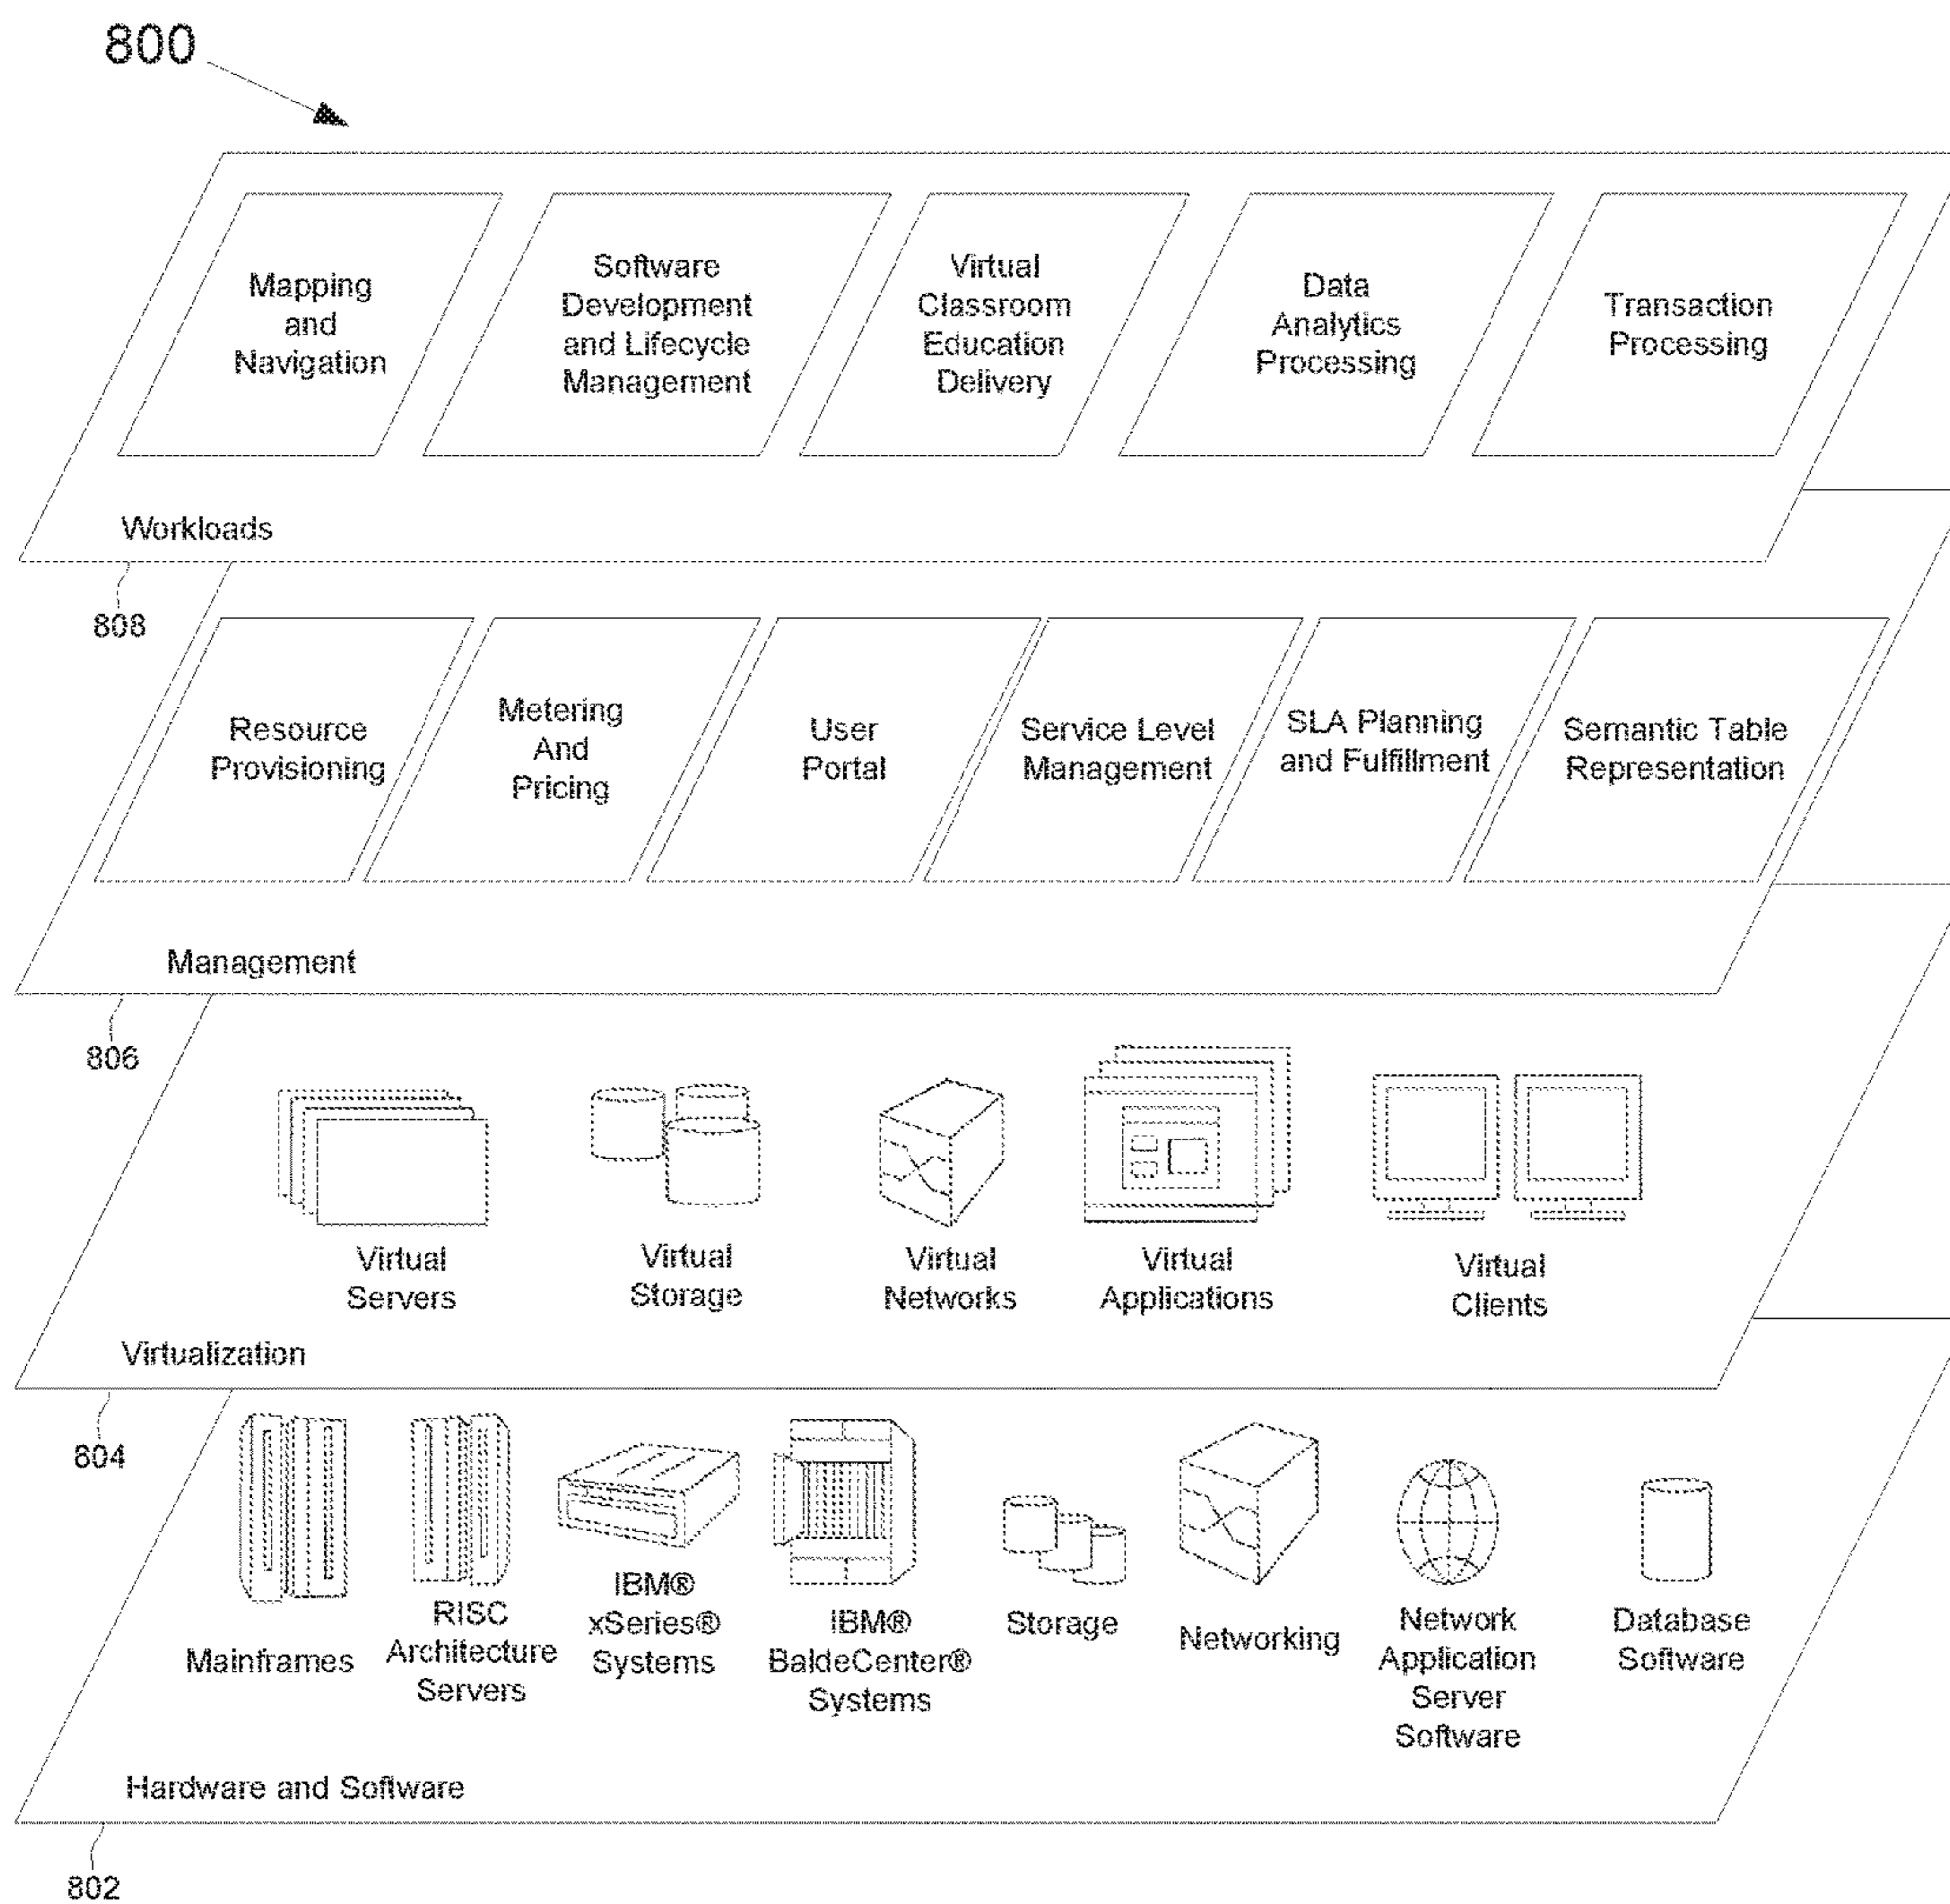 800
Mapping
and
Navigation
Software
Development
and Lifecycle
Management
Virtual
Classroom
Education
Delivery
Data
Analytics
Processing
Transaction
Processing
Workloads
808
Resource
Provisioning
Metering
And
Pricing
User
Portal
Service Level
Management
SLA Planning
and Fulfillment
Semantic Table
Representation
Management
806
Virtual
Servers
Virtual
Storage
Virtual
Networks
Virtual
Applications
Virtual
Clients
Virtualization
804
Mainframes
RISC
Architecture
Servers
IBM®
xSeries®
Systems
IBM®
BaldeCenter®
Systems
Storage
Networking
Network
Application
Server
Software
Database
Software
Hardware and Software
802